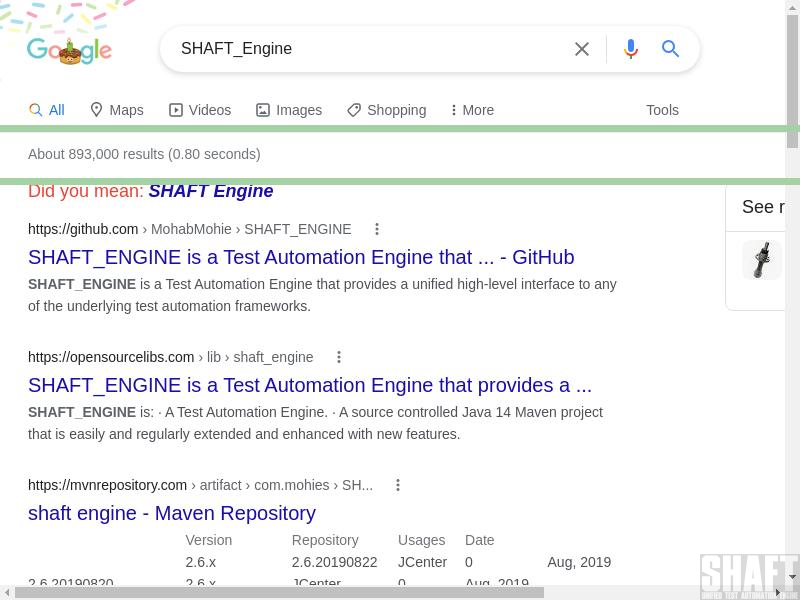 Google
SHAFT_Engine
All Maps Videos Images Shopping More Tools
About 893,000 results (0.80 seconds)
Did you mean: SHAFT Engine
See r
https://github.com › MohabMohie › SHAFT_ENGINE
SHAFT_ENGINE is a Test Automation Engine that ... - GitHub
SHAFT_ENGINE is a Test Automation Engine that provides a unified high-level interface to any
of the underlying test automation frameworks.
https://opensourcelibs.com › lib › shaft_engine
SHAFT_ENGINE is a Test Automation Engine that provides a ...
SHAFT_ENGINE is: · A Test Automation Engine. · A source controlled Java 14 Maven project
that is easily and regularly extended and enhanced with new features.
https://mvnrepository.com › artifact › com.mohies › SH...
shaft engine - Maven Repository
Version Repository Usages Date
2.6.x 2.6.20190822 JCenter 0 Aug, 2019
2.6.20190820 2.6.x JCenter 0 Aug, 2019
SHAFT